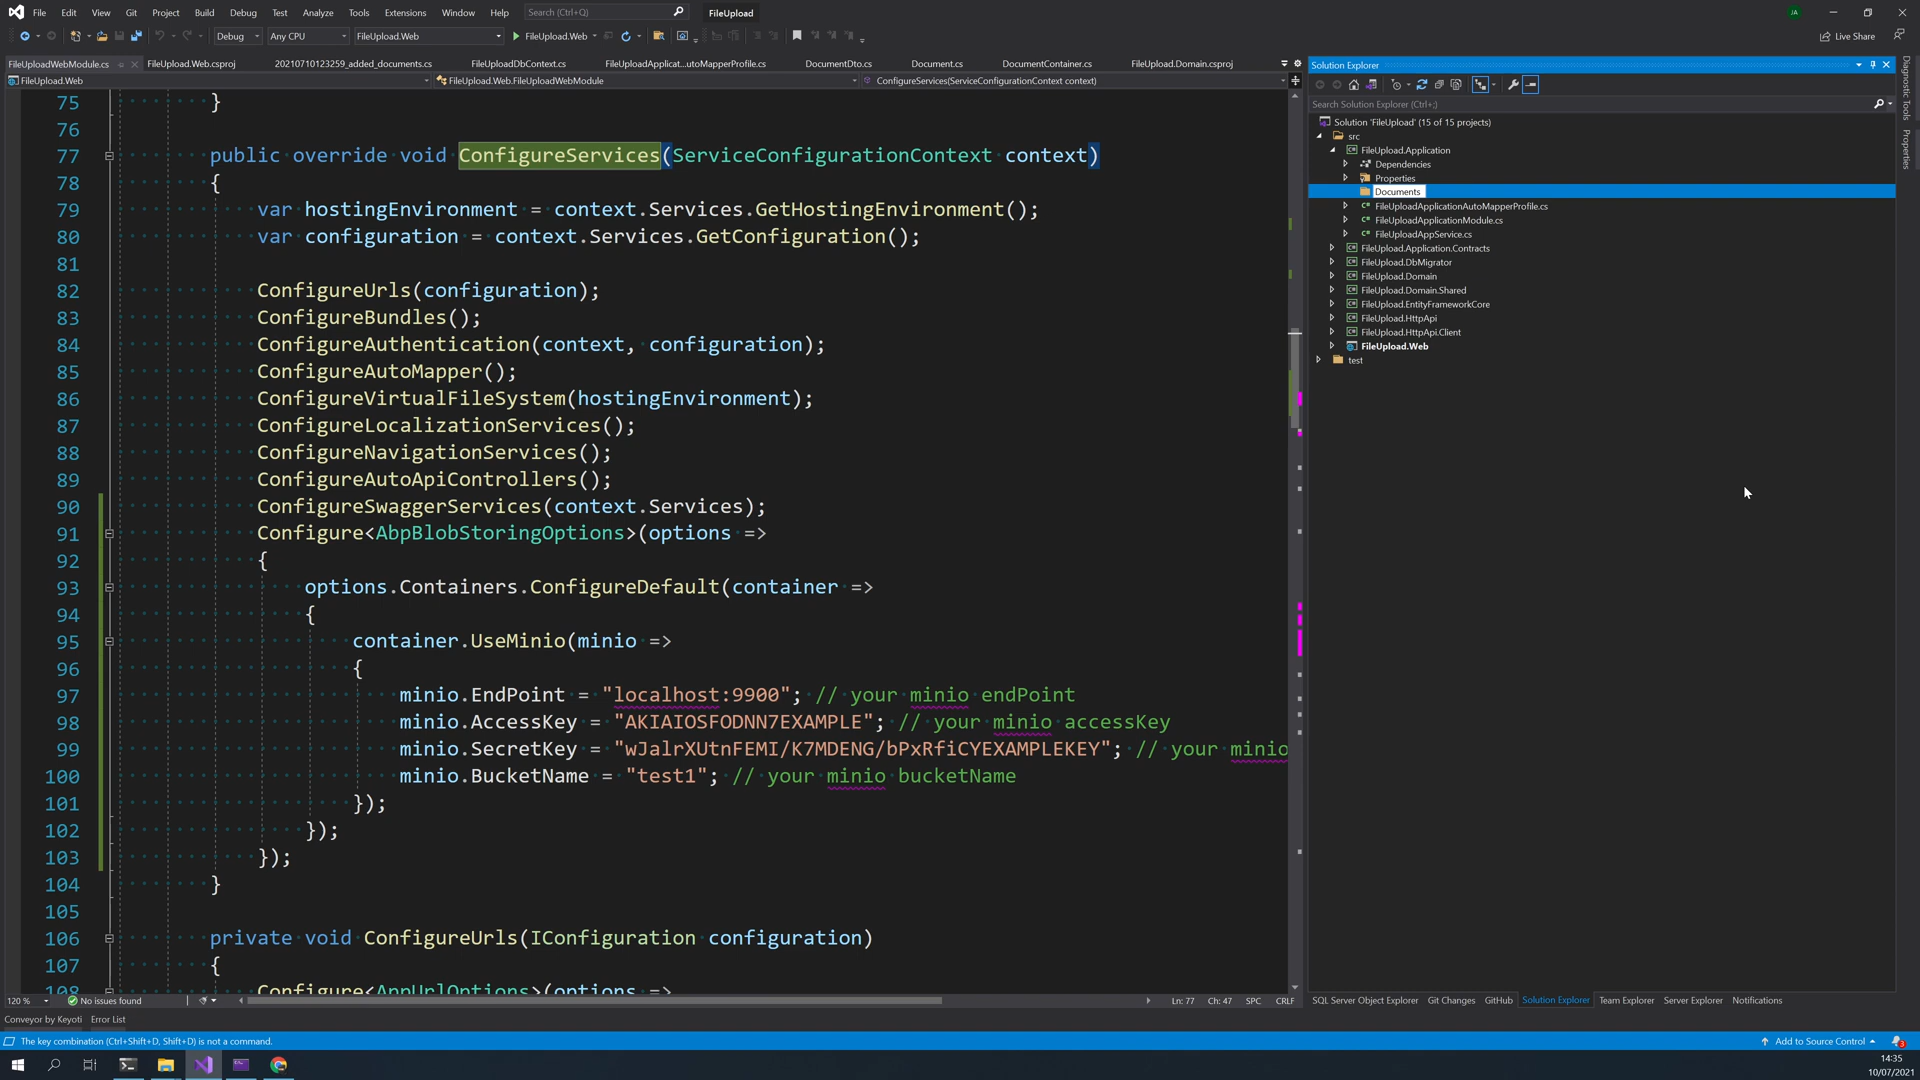 File Edit View Git Project Build Debug Test Analyze Tools Extensions Window Help Search (Ctrl+Q) FileUpload JA
Debug Any CPU FileUpload.Web FileUpload.Web Live Share
FileUploadWebModule.cs FileUpload.Web.csproj 20210710123259_added_documents.cs FileUploadDbContext.cs FileUploadApplicat...utoMapperProfile.cs DocumentDto.cs Document.cs DocumentContainer.cs FileUpload.Domain.csproj
FileUpload.Web FileUpload.Web.FileUploadWebModule ConfigureServices(ServiceConfigurationContext context)
75 }
76
77 public override void ConfigureServices(ServiceConfigurationContext context)
78 {
79 var hostingEnvironment = context.Services.GetHostingEnvironment();
80 var configuration = context.Services.GetConfiguration();
81
82 ConfigureUrls(configuration);
83 ConfigureBundles();
84 ConfigureAuthentication(context, configuration);
85 ConfigureAutoMapper();
86 ConfigureVirtualFileSystem(hostingEnvironment);
87 ConfigureLocalizationServices();
88 ConfigureNavigationServices();
89 ConfigureAutoApiControllers();
90 ConfigureSwaggerServices(context.Services);
91 Configure<AbpBlobStoringOptions>(options =>
92 {
93 options.Containers.ConfigureDefault(container =>
94 {
95 container.UseMinio(minio =>
96 {
97 minio.EndPoint = "localhost:9900"; // your minio endPoint
98 minio.AccessKey = "AKIAIOSFODNN7EXAMPLE"; // your minio accessKey
99 minio.SecretKey = "wJalrXUtnFEMI/K7MDENG/bPxRfiCYEXAMPLEKEY"; // your minio
100 minio.BucketName = "test1"; // your minio bucketName
101 });
102 });
103 });
104 }
105
106 private void ConfigureUrls(IConfiguration configuration)
107 {
108 Configure<AppUrlOptions>(options =>
120 % No issues found Ln: 77 Ch: 47 SPC CRLF
Solution Explorer
Search Solution Explorer (Ctrl+;)
Solution 'FileUpload' (15 of 15 projects)
src
FileUpload.Application
Dependencies
Properties
Documents
FileUploadApplicationAutoMapperProfile.cs
FileUploadApplicationModule.cs
FileUploadAppService.cs
FileUpload.Application.Contracts
FileUpload.DbMigrator
FileUpload.Domain
FileUpload.Domain.Shared
FileUpload.EntityFrameworkCore
FileUpload.HttpApi
FileUpload.HttpApi.Client
FileUpload.Web
test
SQL Server Object Explorer Git Changes GitHub Solution Explorer Team Explorer Server Explorer Notifications
Diagnostic Tools
Properties
Conveyor by Keyoti Error List
The key combination (Ctrl+Shift+D, Shift+D) is not a command. Add to Source Control 3
14:35
10/07/2021